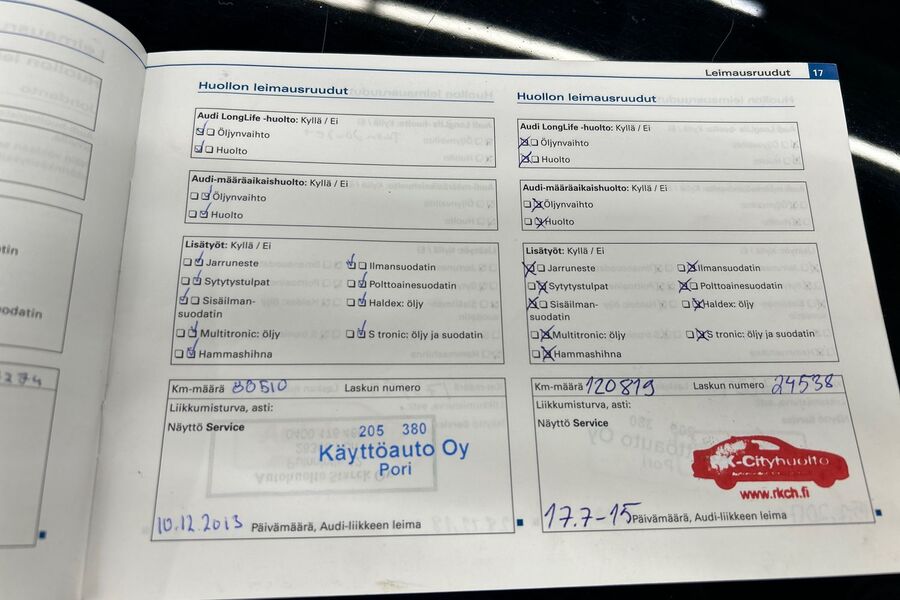 Leimausruudut 17
Huollon leimausruudut
Audi LongLife -huolto: Kyllä / Ei
Öljynvaihto
Huolto
Audi-määräaikaishuolto: Kyllä / Ei
Öljynvaihto
Huolto
Lisätyöt: Kyllä / Ei
Jarruneste
Sytytystulpat
Sisäilman-
suodatin
Multitronic: öljy
Hammashihna
Ilmansuodatin
Polttoainesuodatin
Haldex: öljy
S tronic: öljy ja suodatin
Km-määrä 88510 Laskun numero
Liikkumisturva, asti:
Näyttö Service
205 380
Käyttöauto Oy
Pori
10.12.2013 Päivämäärä, Audi-liikkeen leima
Huollon leimausruudut
Audi LongLife -huolto: Kyllä / Ei
Öljynvaihto
Huolto
Audi-määräaikaishuolto: Kyllä / Ei
Öljynvaihto
Huolto
Lisätyöt: Kyllä / Ei
Jarruneste
Sytytystulpat
Sisäilman-
suodatin
Multitronic: öljy
Hammashihna
Ilmansuodatin
Polttoainesuodatin
Haldex: öljy
S tronic: öljy ja suodatin
Km-määrä 120819 Laskun numero 24538
Liikkumisturva, asti:
Näyttö Service
RK-Cityhuolto
www.rkch.fi
17.7-15 Päivämäärä, Audi-liikkeen leima